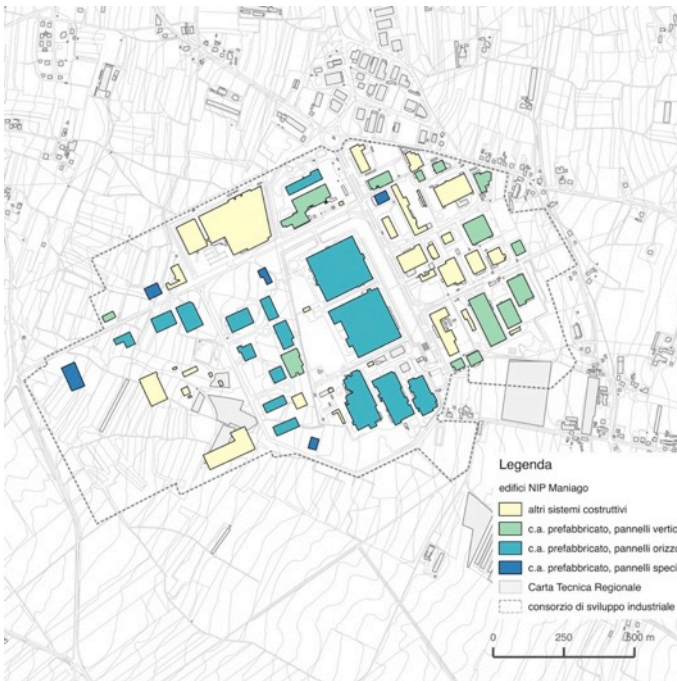 Legenda
edifici NIP Maniago
altri sistemi costruttivi
c.a. prefabbricato, pannelli vertic
c.a. prefabbricato, pannelli orizzo
c.a. prefabbricato, pannelli speci
Carta Tecnica Regionale
consorzio di sviluppo industriale
0 250 500 m